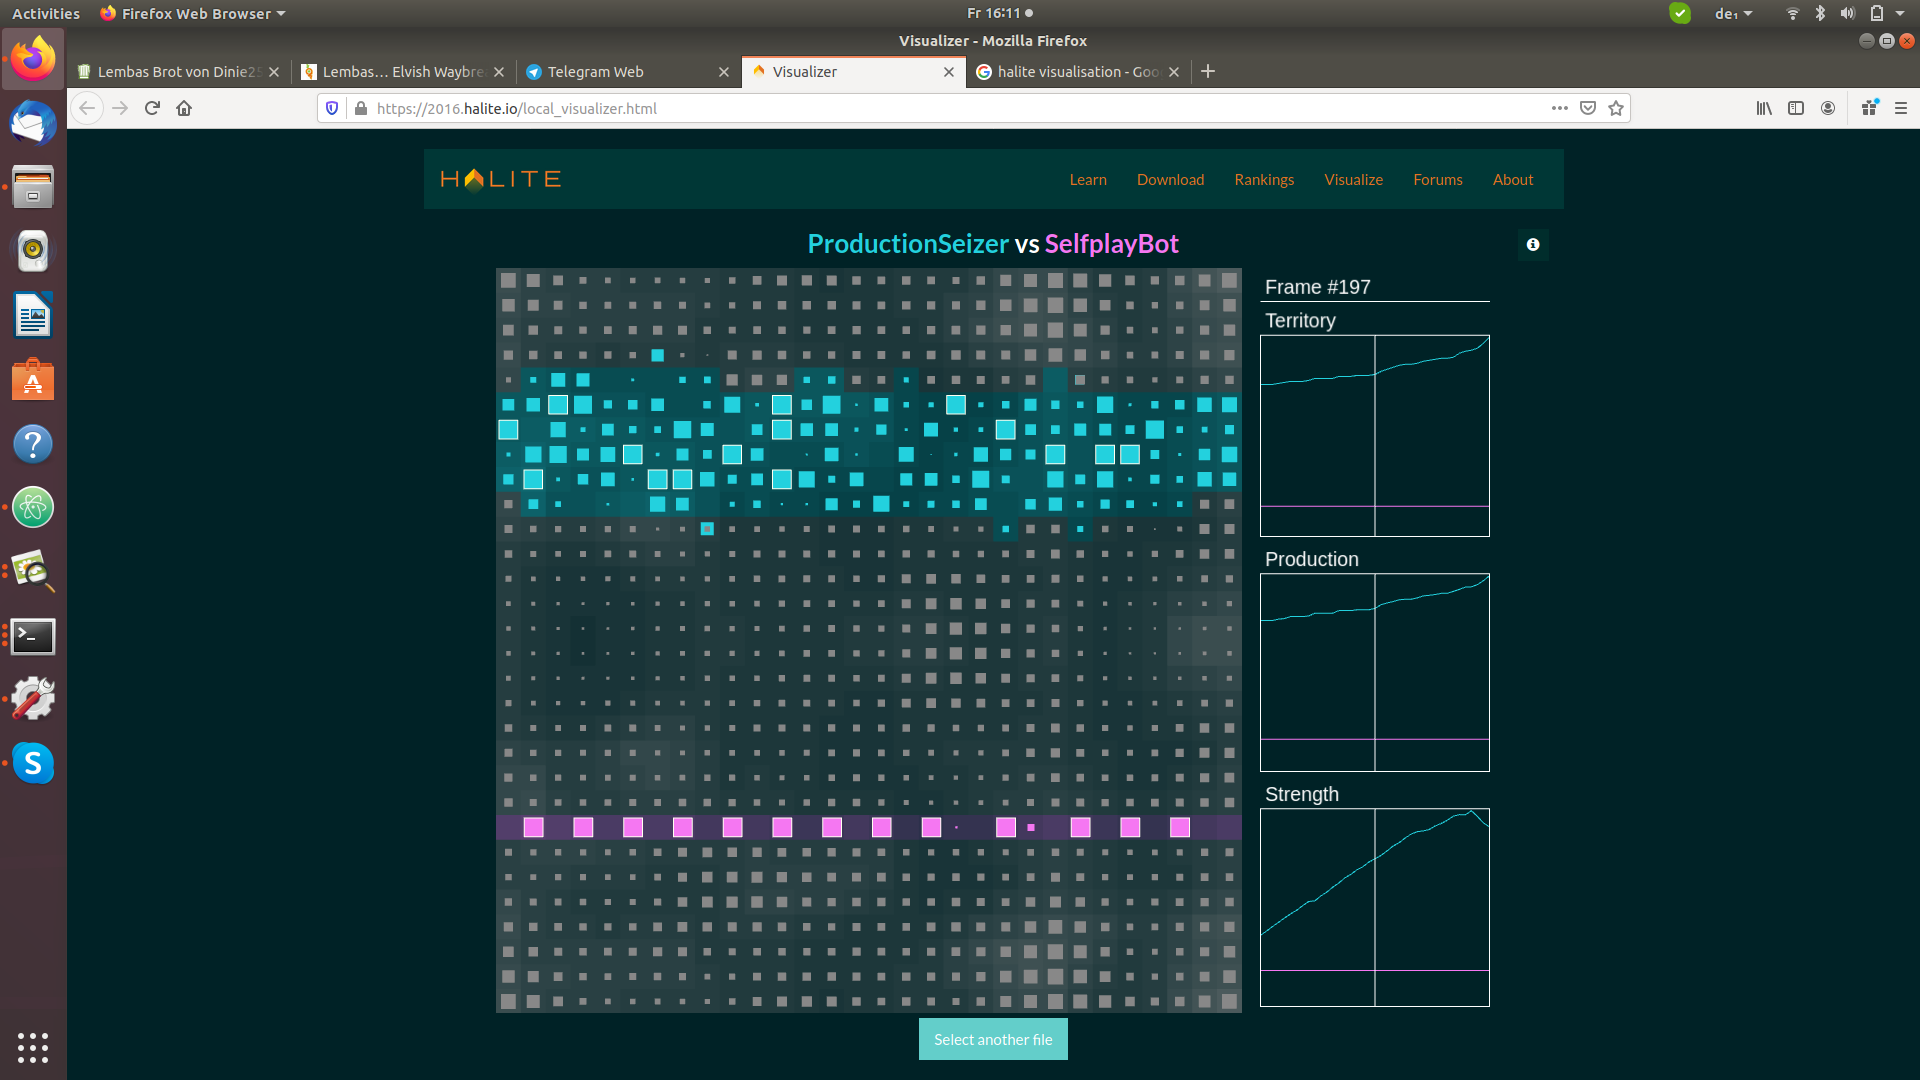 Activities
Firefox Web Browser
Fr 16:11
de₁
Visualizer - Mozilla Firefox
Lembas Brot von Dinie25
Lembas… Elvish Waybre
Telegram Web
Visualizer
halite visualisation - Goo
https://2016.halite.io/local_visualizer.html
HALITE
Learn
Download
Rankings
Visualize
Forums
About
ProductionSeizer vs SelfplayBot
Frame #197
Territory
Production
Strength
Select another file